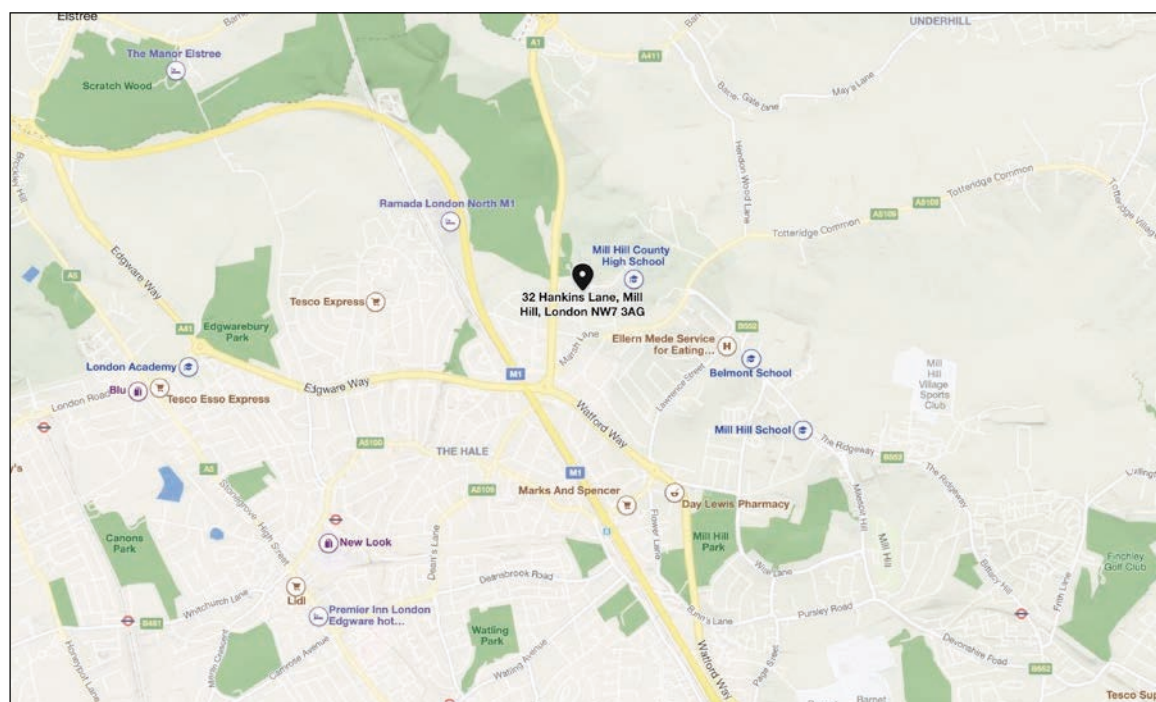 Elstree
UNDERHILL
A1
A411
The Manor Elstree
Scratch Wood
Gate Lane
May's Lane
Hendon Wood Lane
Brockley Hill
Totteridge Common
A5109
A5109
Totteridge Village
Ramada London North M1
Totteridge Common
Edgware Way
A5
Mill Hill County
High School
32 Hankins Lane, Mill
Hill, London NW7 3AG
Tesco Express
Edgwarebury
Park
A41
Marsh Lane
B552
Ellern Mede Service
for Eating...
London Academy
M1
Belmont School
Lawrence Street
Mill
Hill
Village
Sports
Club
Blu
Tesco Esso Express
Edgware Way
London Road
Watford Way
Mill Hill School
The Ridgeway
A5100
THE HALE
B552
The Ridgeway
y's
A5
M1
A5109
Marks And Spencer
Day Lewis Pharmacy
Milespit Hill
Stonegrove
High Street
Flower Lane
Canons
Park
New Look
Dean's Lane
Mill Hill
Park
Mill Hill
Wise Lane
Bittacy Hill
Finchley
Golf Club
Lidl
Deansbrook Road
Frith Lane
Whitchurch Lane
Premier Inn London
Edgware hot...
Bunn's Lane
Pursley Road
B461
Watling
Park
Devonshire Road
Merlin Crescent
Camrose Avenue
Watling Avenue
Watford Way
Page Street
B552
Honeypot Lane
Barnet
Tesco Sup